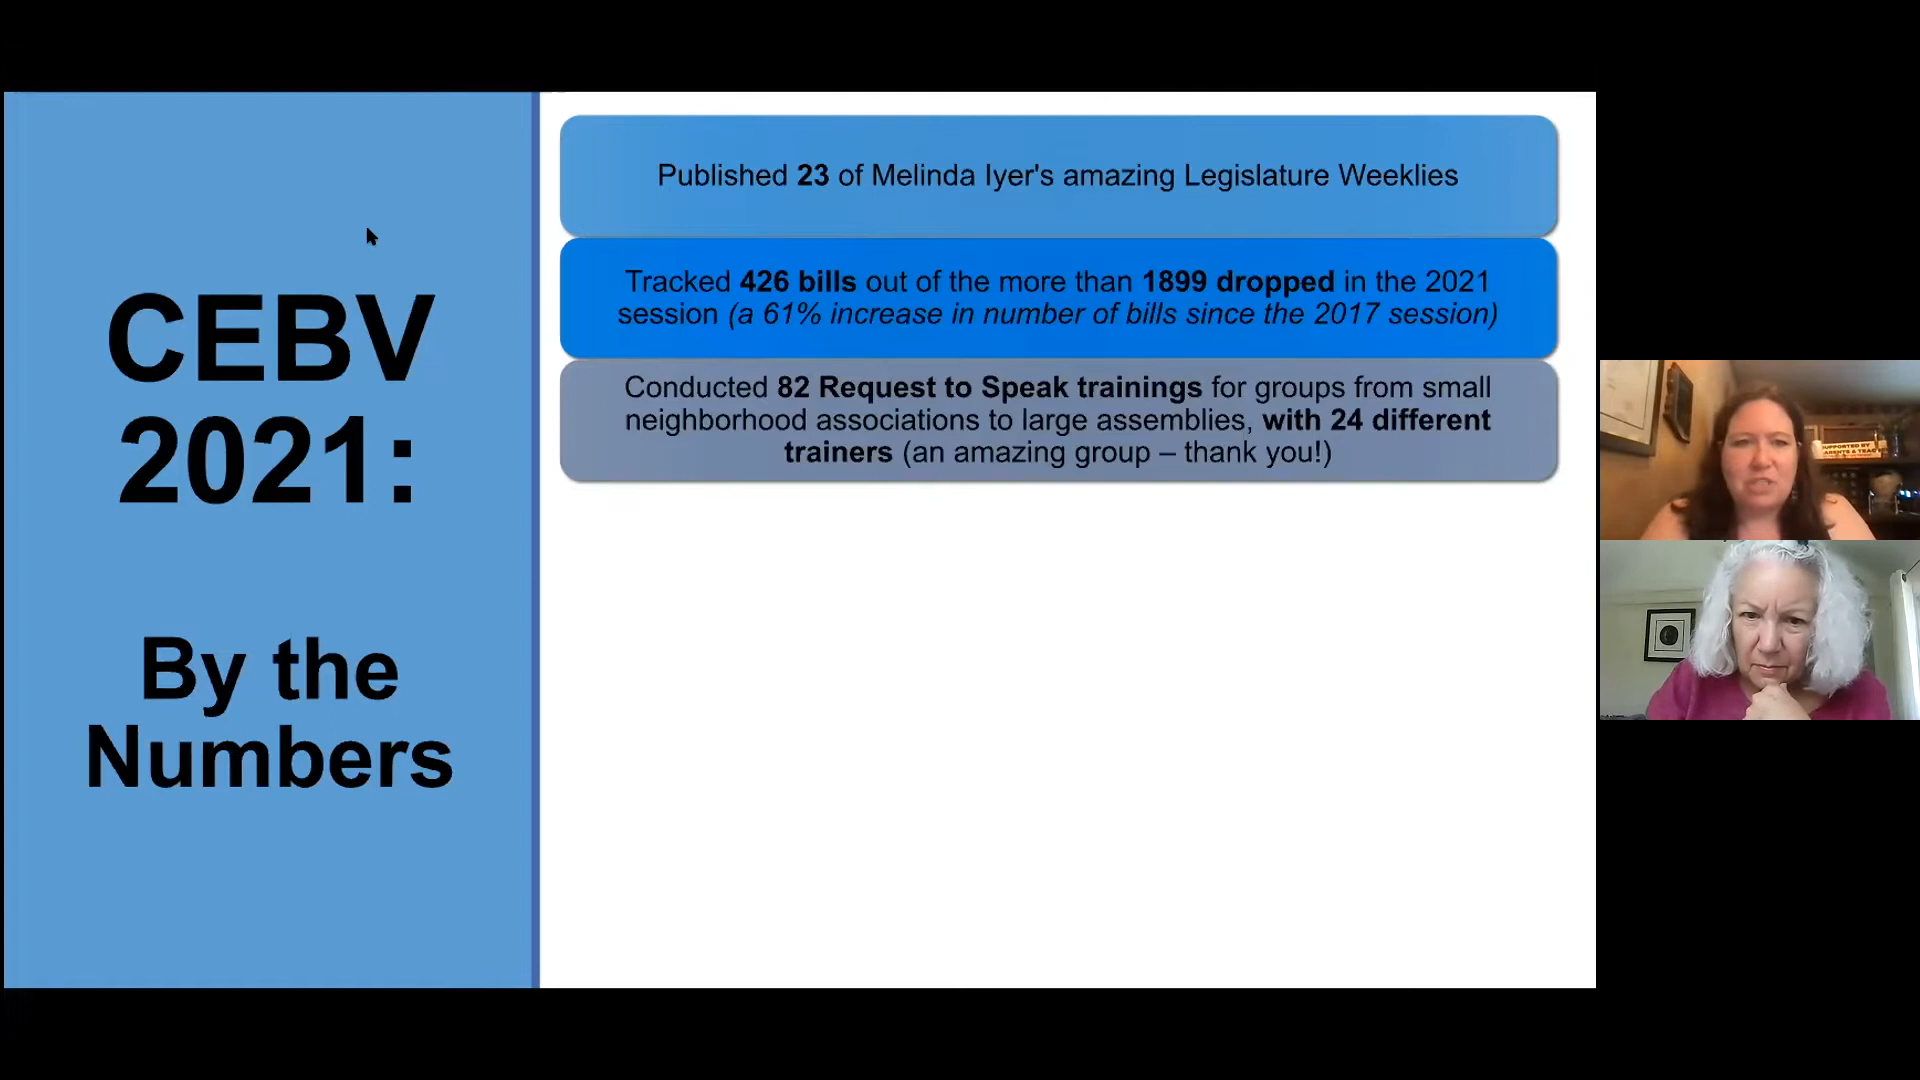 CEBV
2021:
By the
Numbers
Published 23 of Melinda Iyer's amazing Legislature Weeklies
Tracked 426 bills out of the more than 1899 dropped in the 2021
session (a 61% increase in number of bills since the 2017 session)
Conducted 82 Request to Speak trainings for groups from small
neighborhood associations to large assemblies, with 24 different
trainers (an amazing group – thank you!)
SUPPORTED BY